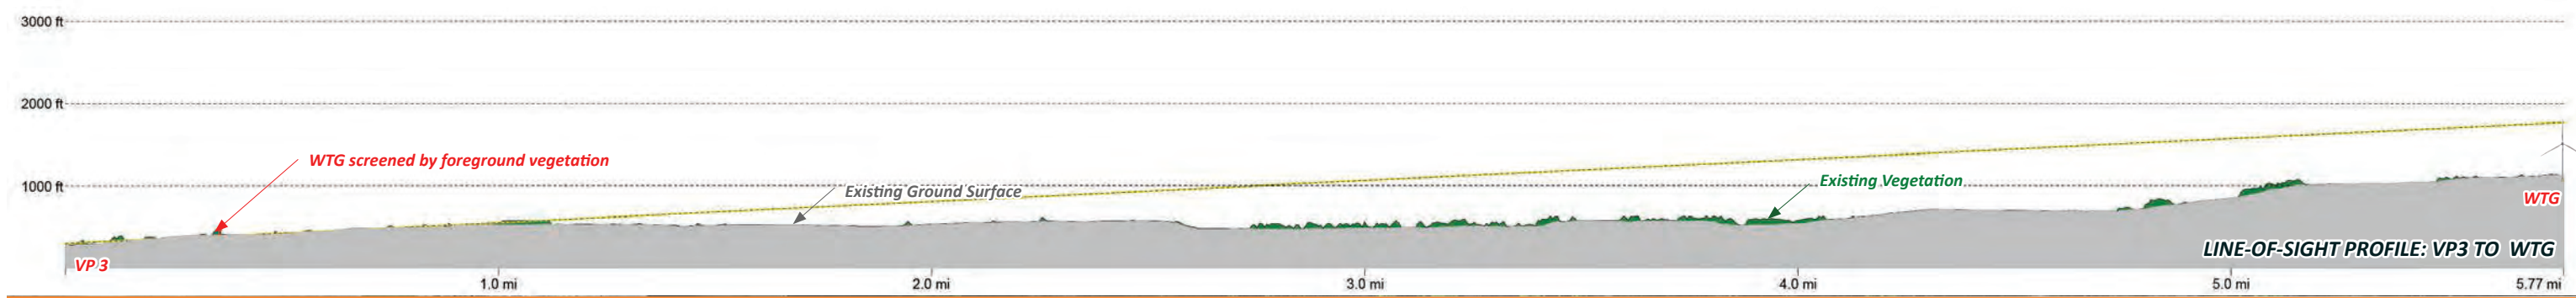 3000 ft
2000 ft
WTG screened by foreground vegetation
1000 ft
Existing Ground Surface
Existing Vegetation
WTG
LINE-OF-SIGHT PROFILE: VP3 TO WTG
VP 3
1.0 mi
2.0 mi
3.0 mi
4.0 mi
5.0 mi
5.77 mi